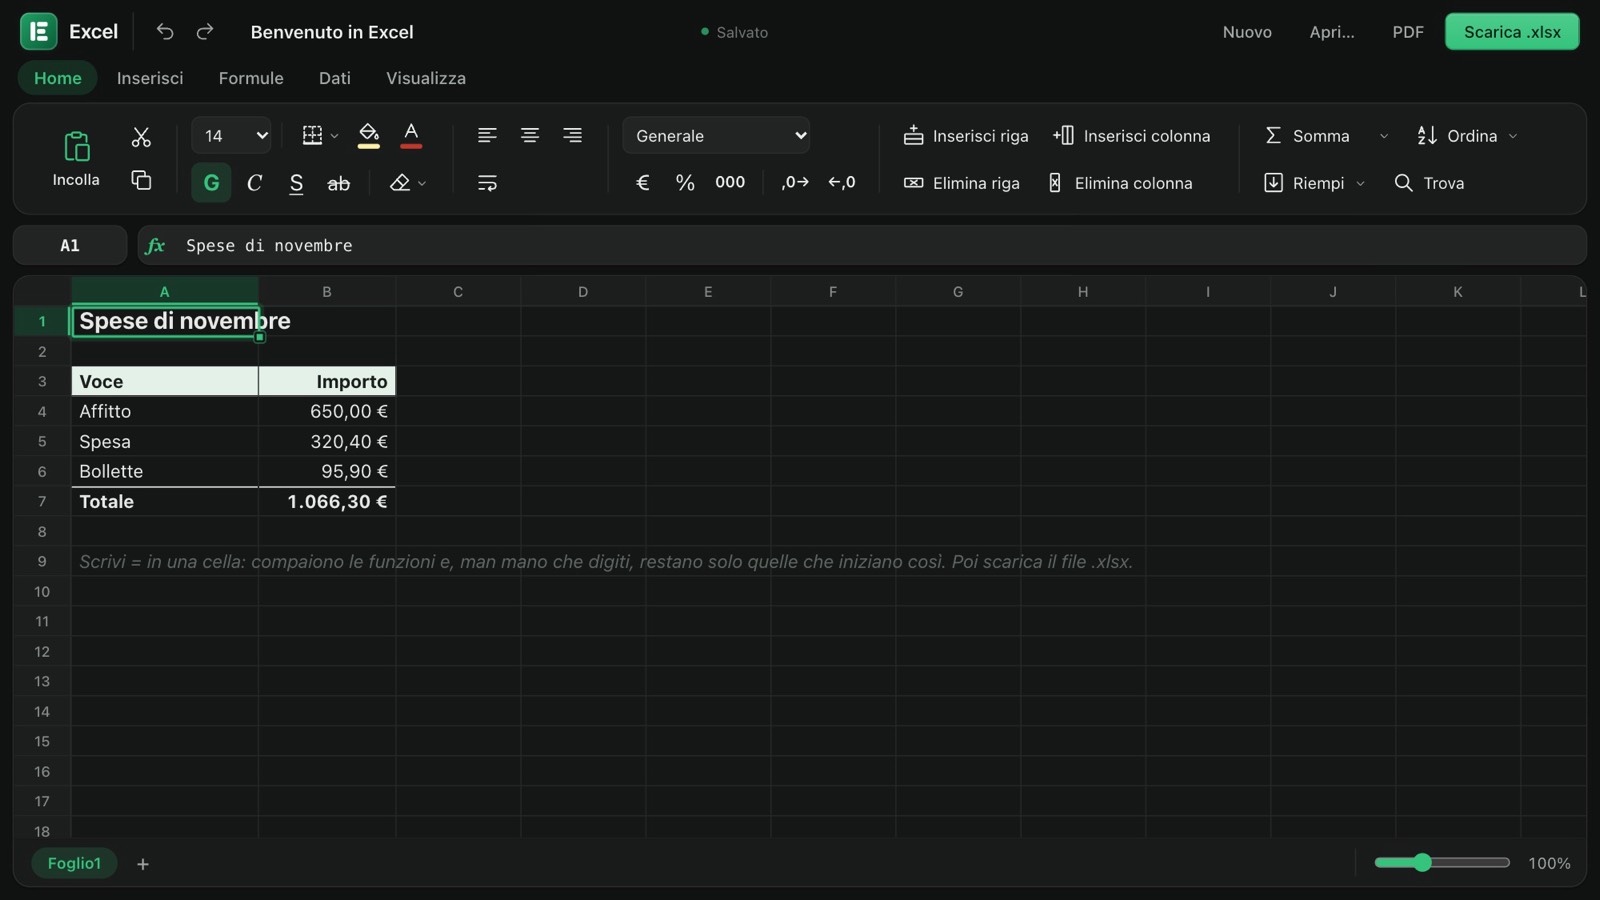 Excel
Benvenuto in Excel
Salvato
Nuovo
Apri...
PDF
Scarica .xlsx
Home
Inserisci
Formule
Dati
Visualizza
Incolla
14
G
C
S
ab
A
Generale
€
%
000
,0→
←,0
Inserisci riga
Inserisci colonna
Elimina riga
Elimina colonna
Somma
Ordina
Riempi
Trova
A1
fx
Spese di novembre
A B C D E F G H I J K L
1 Spese di novembre
2
3 Voce Importo
4 Affitto 650,00 €
5 Spesa 320,40 €
6 Bollette 95,90 €
7 Totale 1.066,30 €
8
9 Scrivi = in una cella: compaiono le funzioni e, man mano che digiti, restano solo quelle che iniziano così. Poi scarica il file .xlsx.
10
11
12
13
14
15
16
17
18
Foglio1
+
100%